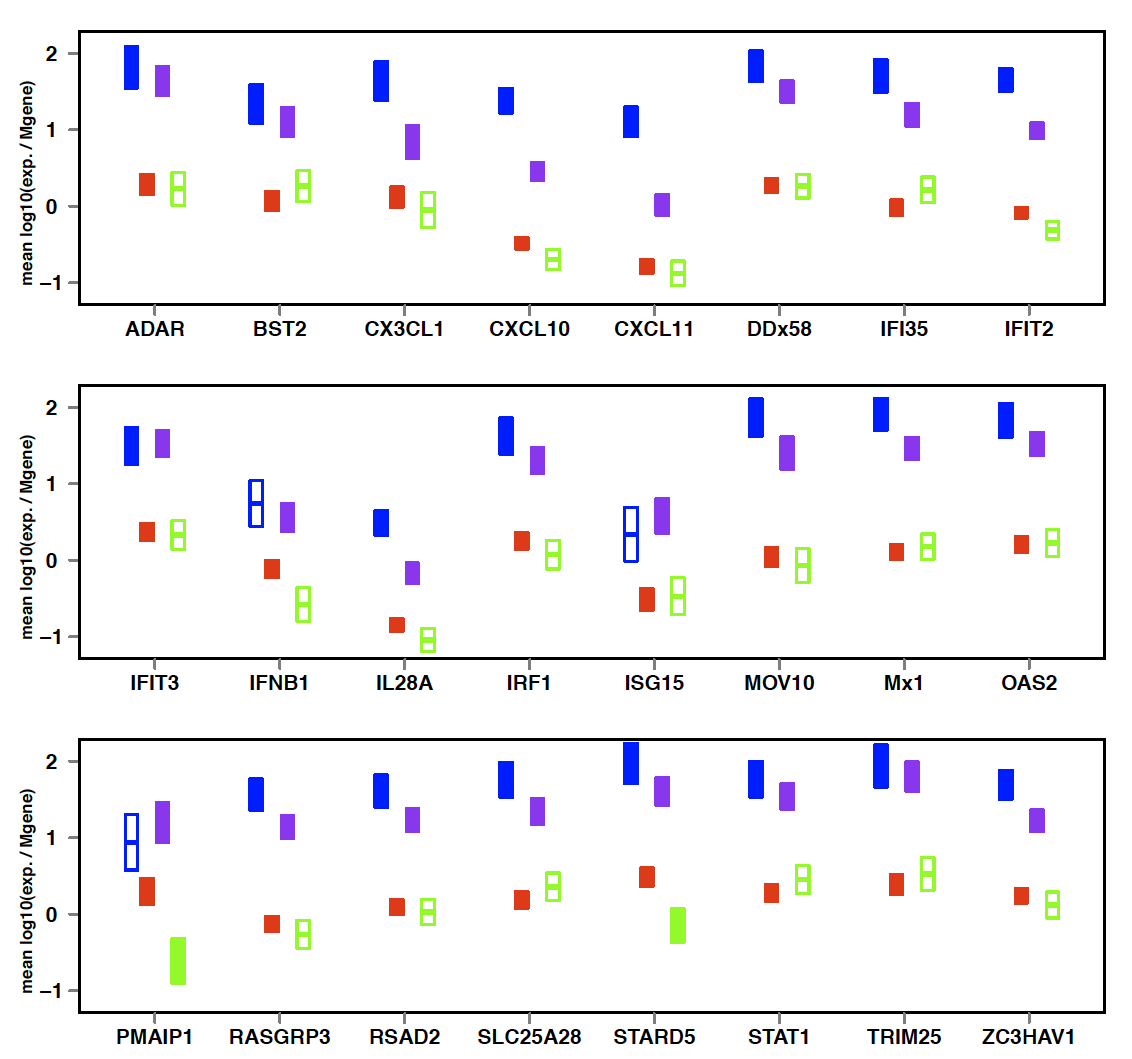 mean log10(exp. / Mgene)
2
1
0
−1
ADAR BST2 CX3CL1 CXCL10 CXCL11 DDx58 IFI35 IFIT2
mean log10(exp. / Mgene)
2
1
0
−1
IFIT3 IFNB1 IL28A IRF1 ISG15 MOV10 Mx1 OAS2
mean log10(exp. / Mgene)
2
1
0
−1
PMAIP1 RASGRP3 RSAD2 SLC25A28 STARD5 STAT1 TRIM25 ZC3HAV1